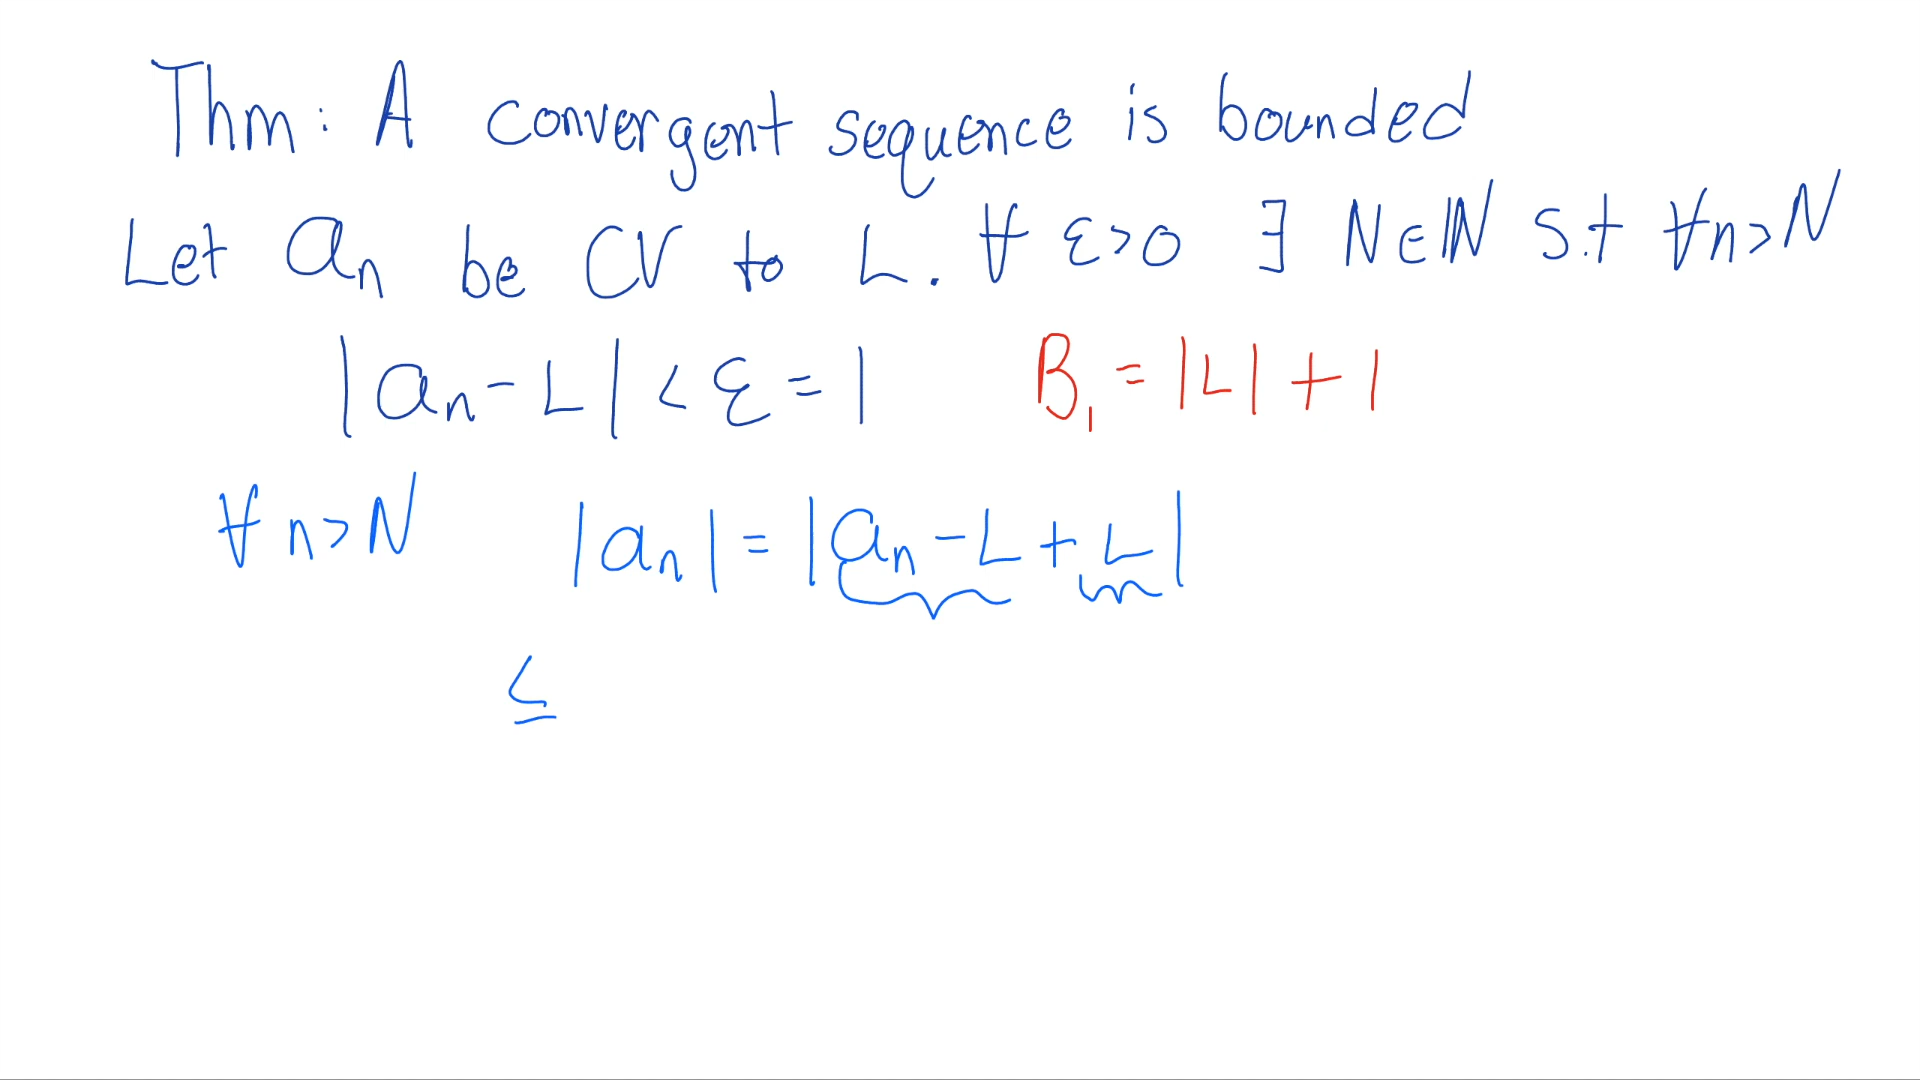 Thm: A convergent sequence is bounded
Let aₙ be CV to L. ∀ ε>0 ∃ N∈ℕ s.t ∀n>N
|aₙ-L| < ε = 1 B₁ = |L| + 1
∀ n>N |aₙ| = |aₙ - L + L|
≤